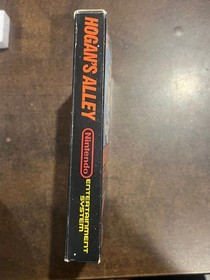 HOGAN'S ALLEY
Nintendo
ENTERTAINMENT
SYSTEM